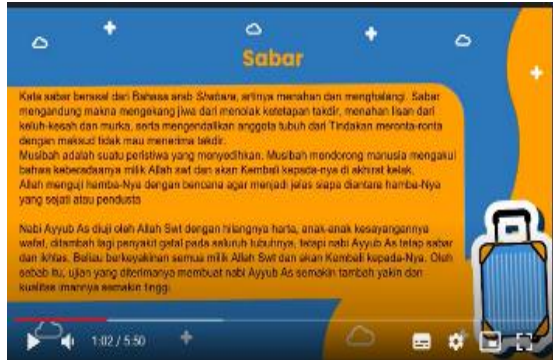 Sabar
Kata sabar berasal dari Bahasa arab Shabara, artinya menahan dan menghalangi. Sabar
mengandung makna mengekang jiwa dari menolak ketetapan takdir, menahan lisan dari
keluh-kesah dan murka, serta mengendalikan anggota tubuh dari Tindakan meronta-ronta
dengan maksud tidak mau menerima takdir.
Musibah adalah suatu peristiwa yang menyedihkan. Musibah mendorong manusia mengakui
bahwa keberadaanya milik Allah swt dan akan Kembali kepada-nya di akhirat kelak.
Allah menguji hamba-Nya dengan bencana agar menjadi jelas siapa diantara hamba-Nya
yang sejati atau pendusta
Nabi Ayyub As diuji oleh Allah Swt dengan hilangnya harta, anak-anak kesayangannya
wafat, ditambah lagi penyakit gatal pada seluruh tubuhnya, tetapi nabi Ayyub As tetap sabar
dan ikhlas. Beliau berkeyakinan semua milik Allah Swt dan akan Kembali kepada-Nya. Oleh
sebab itu, ujian yang diterimanya membuat nabi Ayyub As semakin tambah yakin dan
kualitas imannya semakin tinggi.
1:02 / 5:50